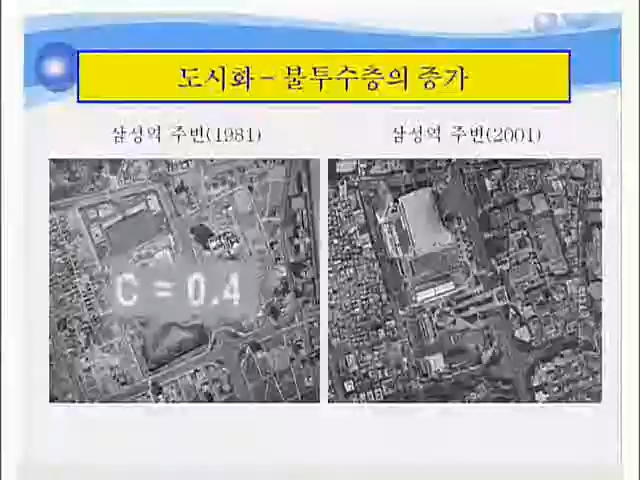 도시화 - 불투수층의 증가
삼성역 주변(1981)
삼성역 주변(2001)
C = 0.4